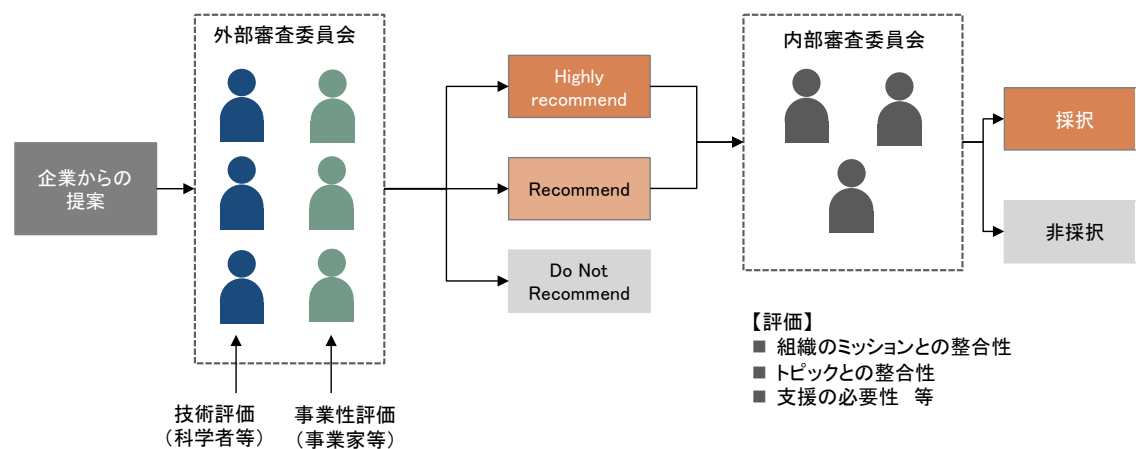 外部審査委員会
企業からの
提案
技術評価
(科学者等)
事業性評価
(事業家等)
Highly
recommend
Recommend
Do Not
Recommend
内部審査委員会
【評価】
■ 組織のミッションとの整合性
■ トピックとの整合性
■ 支援の必要性 等
採択
非採択